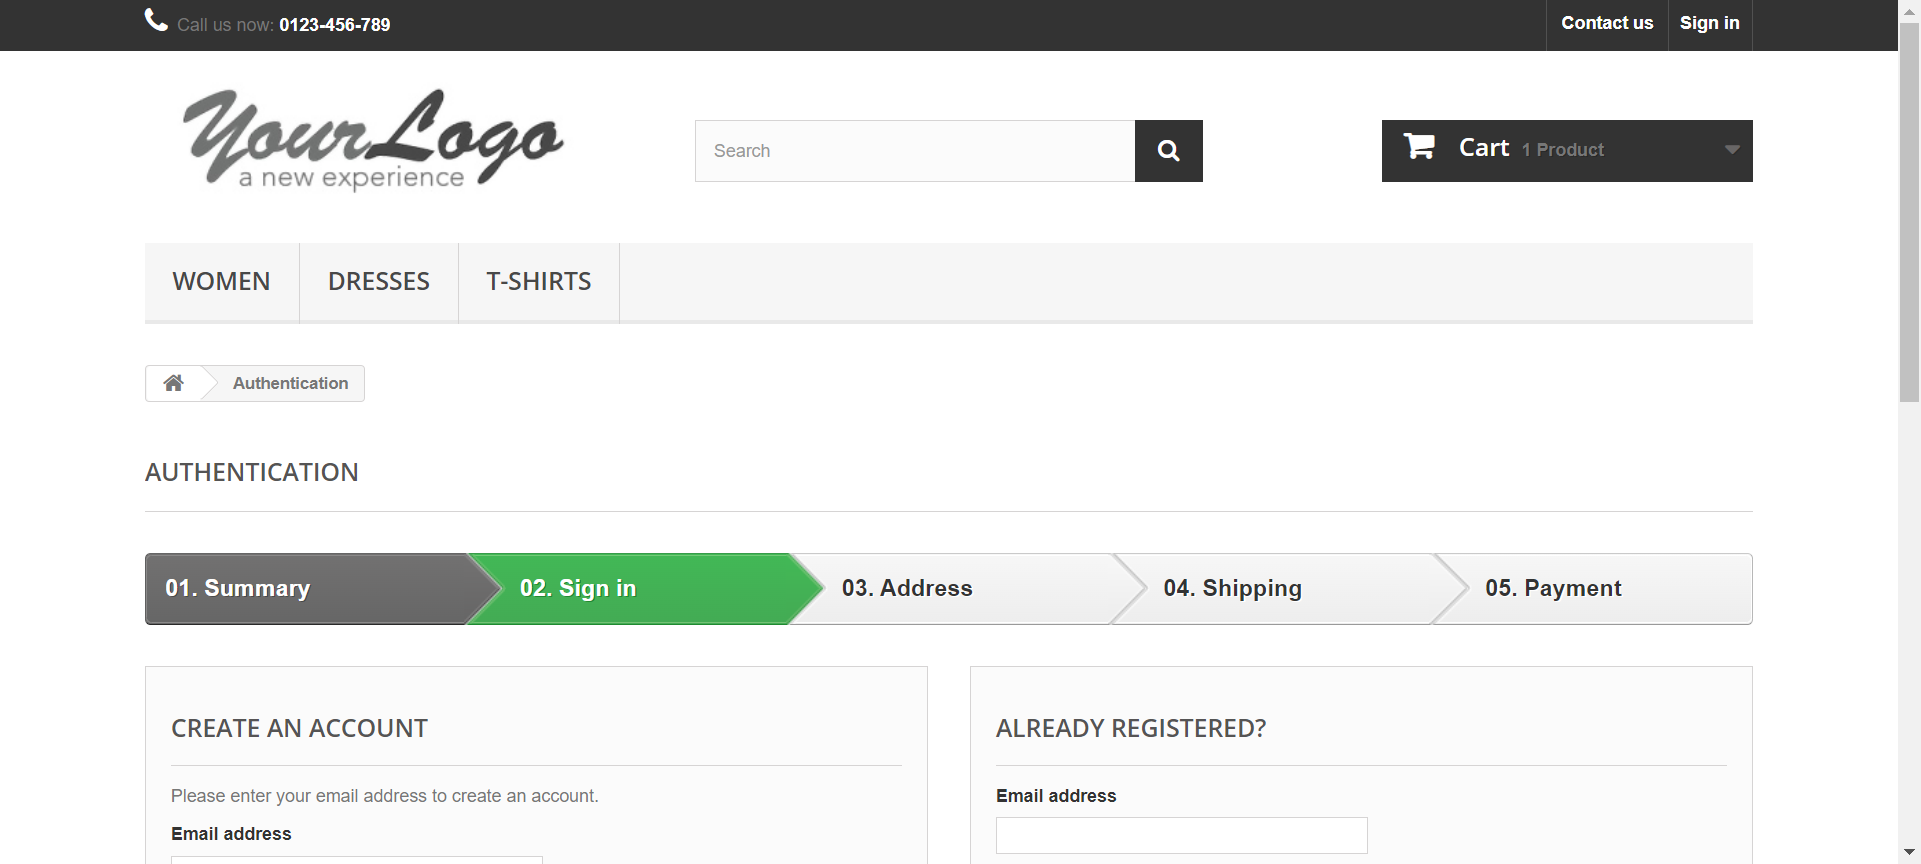 Call us now: 0123-456-789
Contact us
Sign in
YourLogo
a new experience
Search
Cart 1 Product
WOMEN
DRESSES
T-SHIRTS
Authentication
AUTHENTICATION
01. Summary
02. Sign in
03. Address
04. Shipping
05. Payment
CREATE AN ACCOUNT
Please enter your email address to create an account.
Email address
ALREADY REGISTERED?
Email address